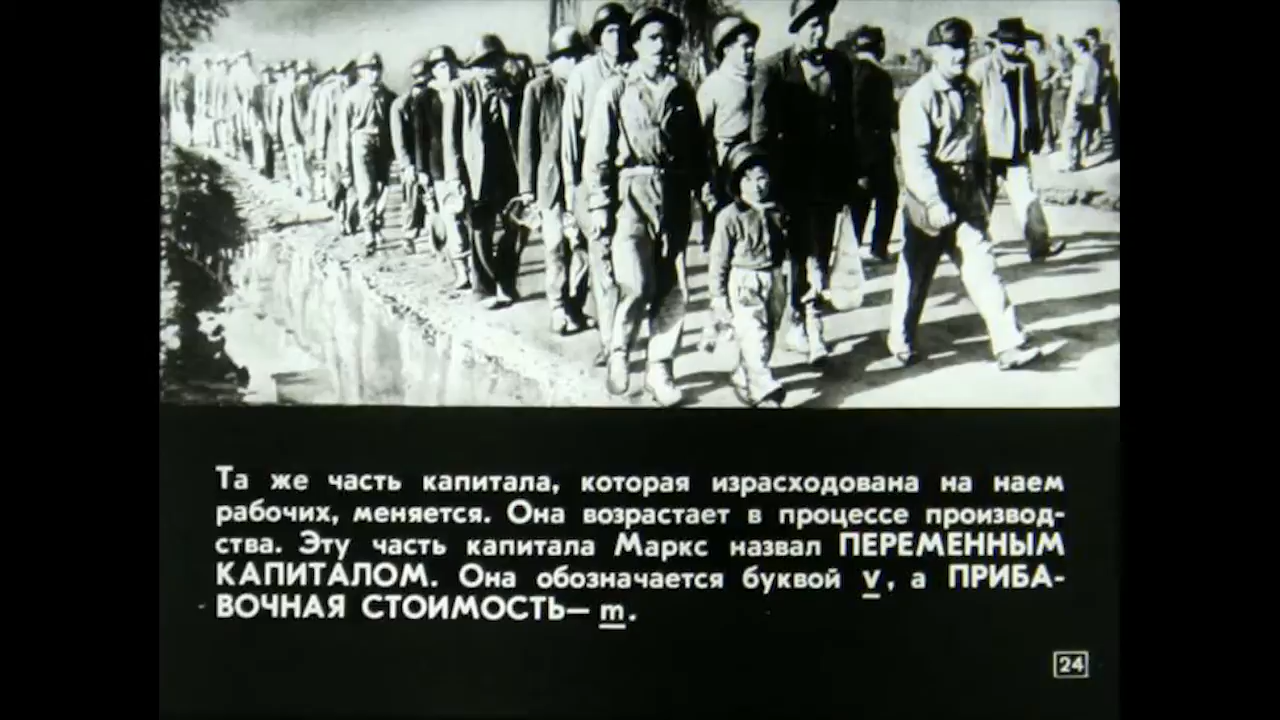 Та же часть капитала, которая израсходована на наем
рабочих, меняется. Она возрастает в процессе производ-
ства. Эту часть капитала Маркс назвал ПЕРЕМЕННЫМ
КАПИТАЛОМ. Она обозначается буквой v, а ПРИБА-
ВОЧНАЯ СТОИМОСТЬ— m.
24